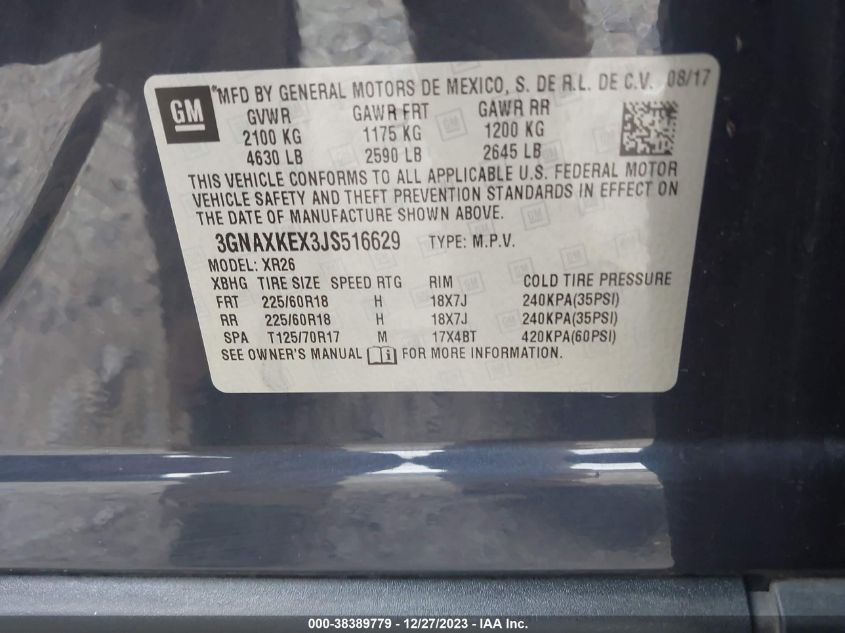 GM
*MFD BY GENERAL MOTORS DE MEXICO, S. DE R.L. DE C.V. 08/17
GVWR GAWR FRT GAWR RR
2100 KG 1175 KG 1200 KG
4630 LB 2590 LB 2645 LB
THIS VEHICLE CONFORMS TO ALL APPLICABLE U.S. FEDERAL MOTOR
VEHICLE SAFETY AND THEFT PREVENTION STANDARDS IN EFFECT ON
THE DATE OF MANUFACTURE SHOWN ABOVE.
3GNAXKEX3JS516629 TYPE: M.P.V.
MODEL: XR26
XBHG TIRE SIZE SPEED RTG RIM COLD TIRE PRESSURE
FRT 225/60R18 H 18X7J 240KPA(35PSI)
RR 225/60R18 H 18X7J 240KPA(35PSI)
SPA T125/70R17 M 17X4BT 420KPA(60PSI)
SEE OWNER'S MANUAL i FOR MORE INFORMATION.
000-38389779 - 12/27/2023 - IAA Inc.